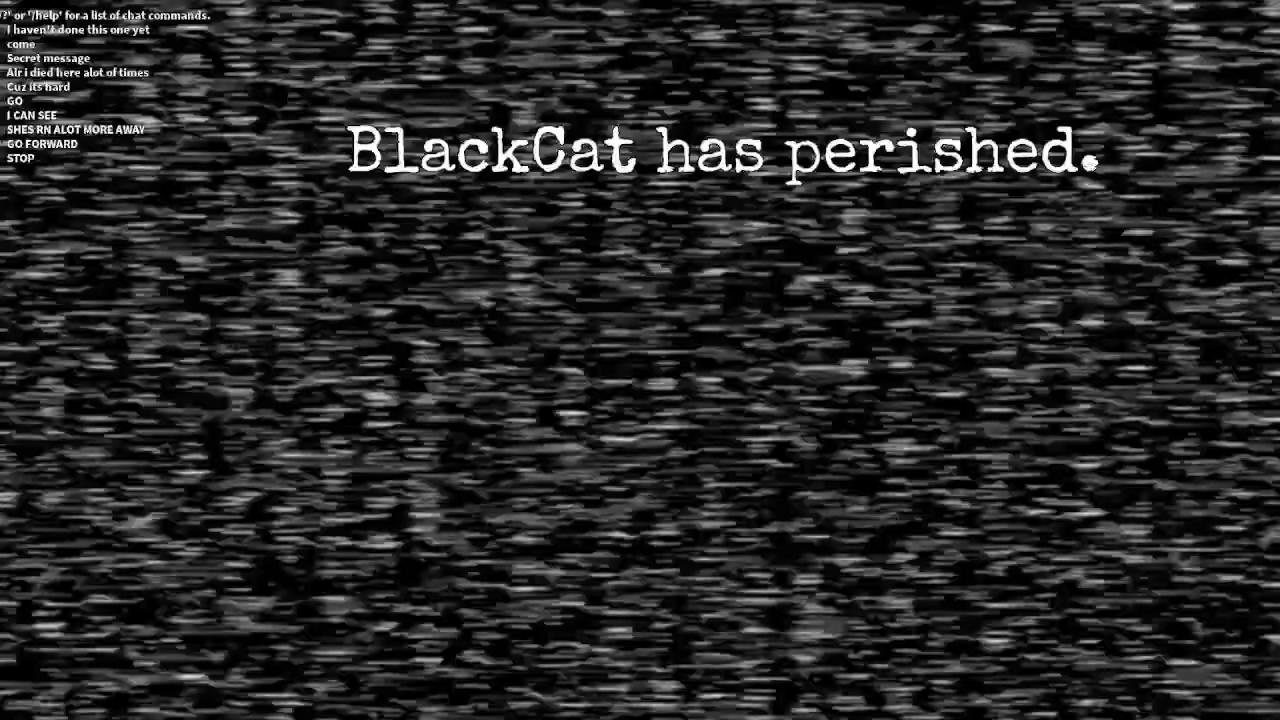 ?' or '/help' for a list of chat commands.
I haven't done this one yet
come
Secret message
Alr i died here alot of times
Cuz its hard
GO
I CAN SEE
SHES RN ALOT MORE AWAY
GO FORWARD
STOP
BlackCat has perished.